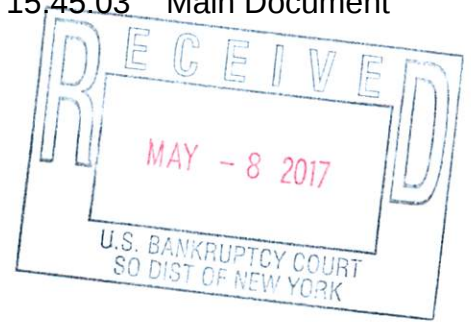 15:45:03 Main Document
RECEIVED
MAY - 8 2017
U.S. BANKRUPTCY COURT
SO DIST OF NEW YORK